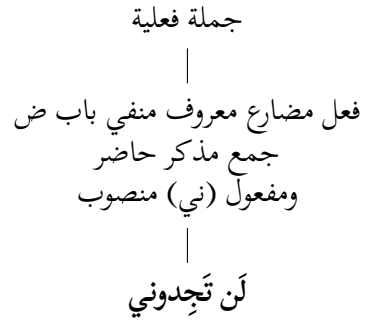 جملة فعلية
فعل مضارع معروف منفي باب ض
جمع مذكر حاضر
ومفعول (ني) منصوب
لَن تَجِدوني